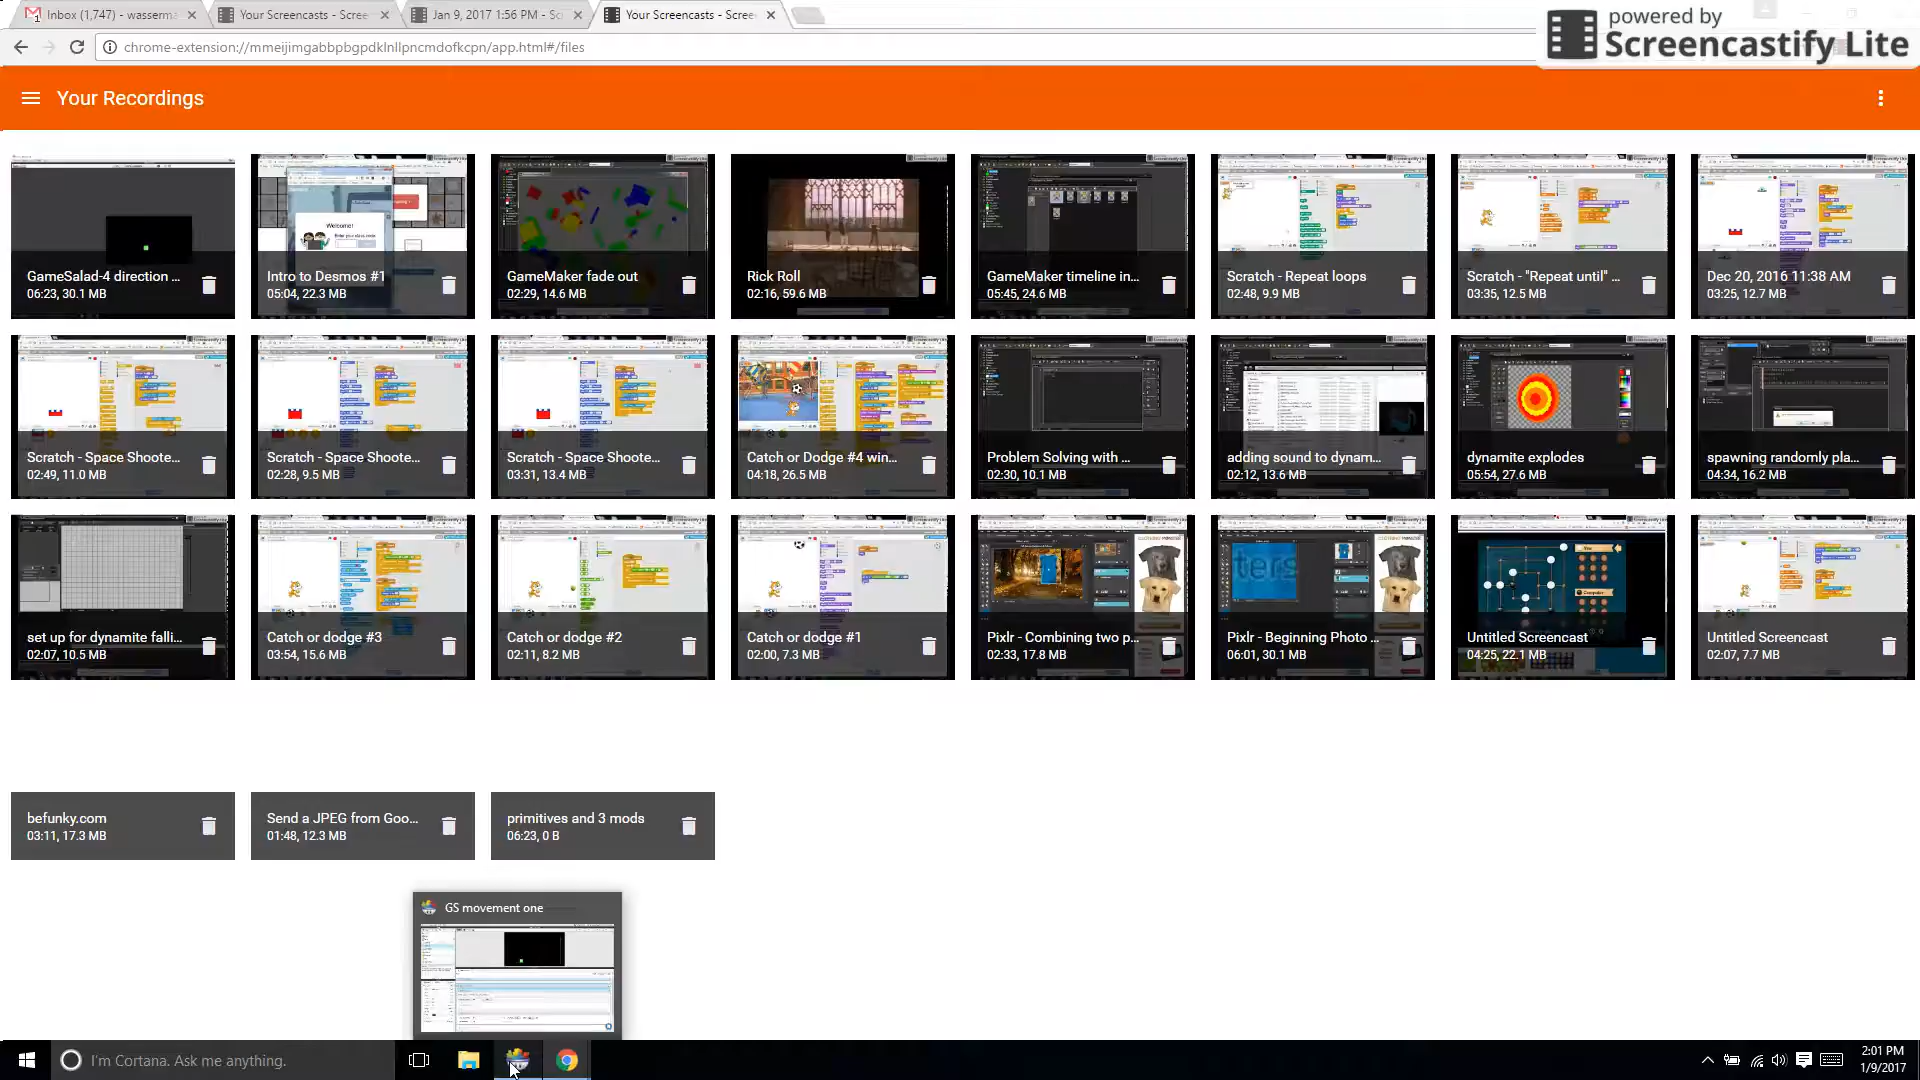 Inbox (1,747) - wasserma
Your Screencasts - Scree
Jan 9, 2017 1:56 PM - Sc
Your Screencasts - Scree
chrome-extension://mmeijimgabbpbgpdklnllpncmdofkcpn/app.html#/files
powered by
Screencastify Lite
Your Recordings
GameSalad-4 direction ...
06:23, 30.1 MB
Welcome!
Intro to Desmos #1
05:04, 22.3 MB
GameMaker fade out
02:29, 14.6 MB
Rick Roll
02:16, 59.6 MB
GameMaker timeline in...
05:45, 24.6 MB
Scratch - Repeat loops
02:48, 9.9 MB
Scratch - "Repeat until" ...
03:35, 12.5 MB
Dec 20, 2016 11:38 AM
03:25, 12.7 MB
Scratch - Space Shoote...
02:49, 11.0 MB
Scratch - Space Shoote...
02:28, 9.5 MB
Scratch - Space Shoote...
03:31, 13.4 MB
Catch or Dodge #4 win...
04:18, 26.5 MB
Problem Solving with ...
02:30, 10.1 MB
adding sound to dynam...
02:12, 13.6 MB
dynamite explodes
05:54, 27.6 MB
spawning randomly pla...
04:34, 16.2 MB
set up for dynamite falli...
02:07, 10.5 MB
Catch or dodge #3
03:54, 15.6 MB
Catch or dodge #2
02:11, 8.2 MB
Catch or dodge #1
02:00, 7.3 MB
Pixlr - Combining two p...
02:33, 17.8 MB
Pixlr - Beginning Photo ...
06:01, 30.1 MB
Untitled Screencast
04:25, 22.1 MB
Untitled Screencast
02:07, 7.7 MB
befunky.com
03:11, 17.3 MB
Send a JPEG from Goo...
01:48, 12.3 MB
primitives and 3 mods
06:23, 0 B
GS movement one
I'm Cortana. Ask me anything.
2:01 PM
1/9/2017